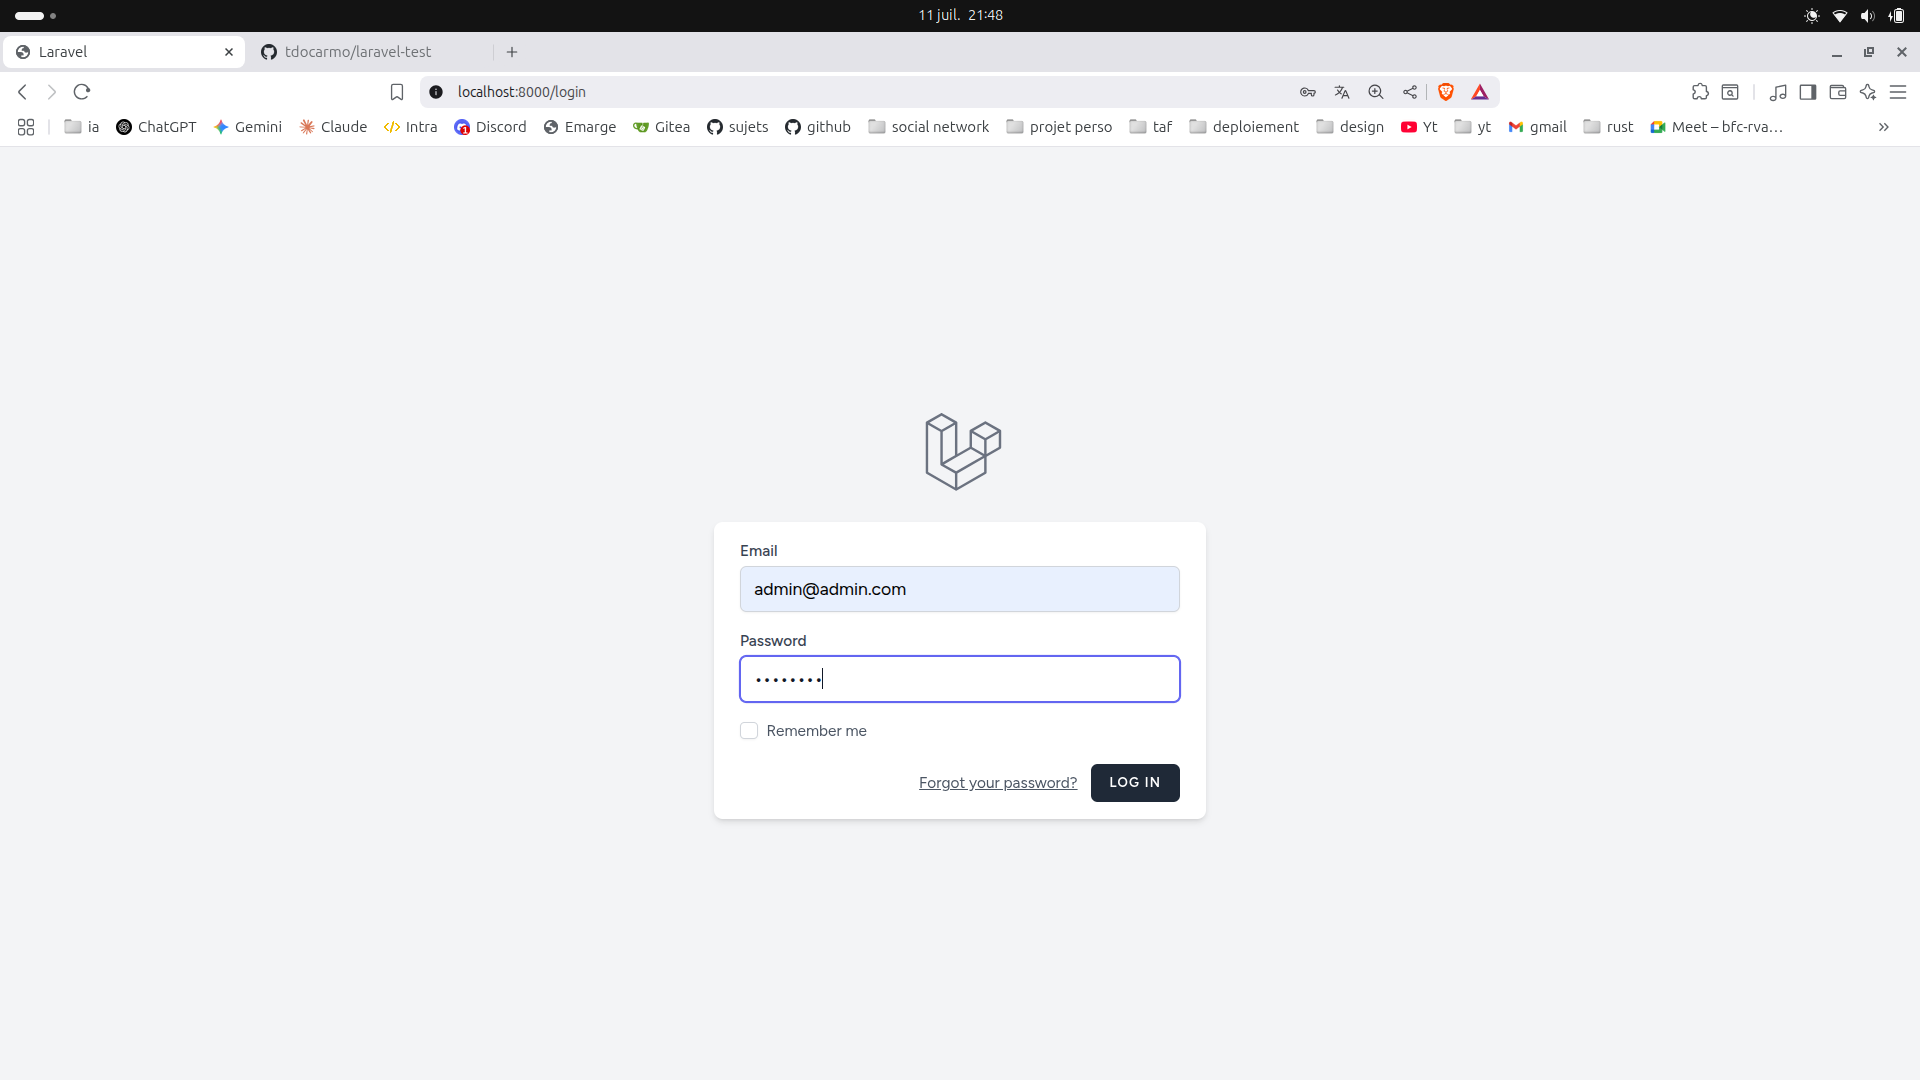 11 juil. 21:48
Laravel
tdocarmo/laravel-test
localhost:8000/login
ia ChatGPT Gemini Claude Intra Discord Emarge Gitea sujets github social network projet perso taf deploiement design Yt yt gmail rust Meet – bfc-rva…
Email
admin@admin.com
Password
••••••••
Remember me
Forgot your password? LOG IN